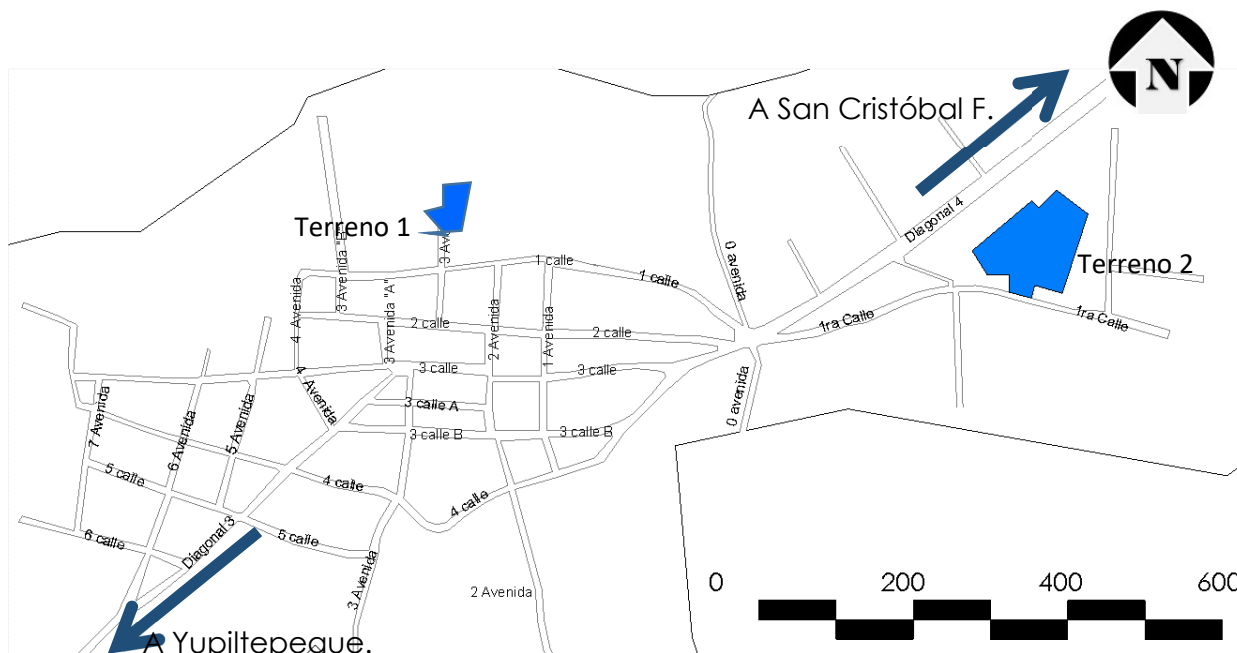 N
A San Cristóbal F.
Diagonal 4
Terreno 1
Terreno 2
3 Avenida "B"
1 calle
1 calle
0 avenida
1ra Calle
1ra Calle
4 Avenida
3 Avenida "A"
2 calle
2 Avenida
1 Avenida
2 calle
3 calle
3 calle
4 Avenida
3 calle A
0 avenida
7 Avenida
6 Avenida
5 Avenida
3 calle B
3 calle B
5 calle
4 calle
4 calle
6 calle
Diagonal 3
5 calle
3 Avenida
2 Avenida
0 200 400 600
A Yupiltepeque.